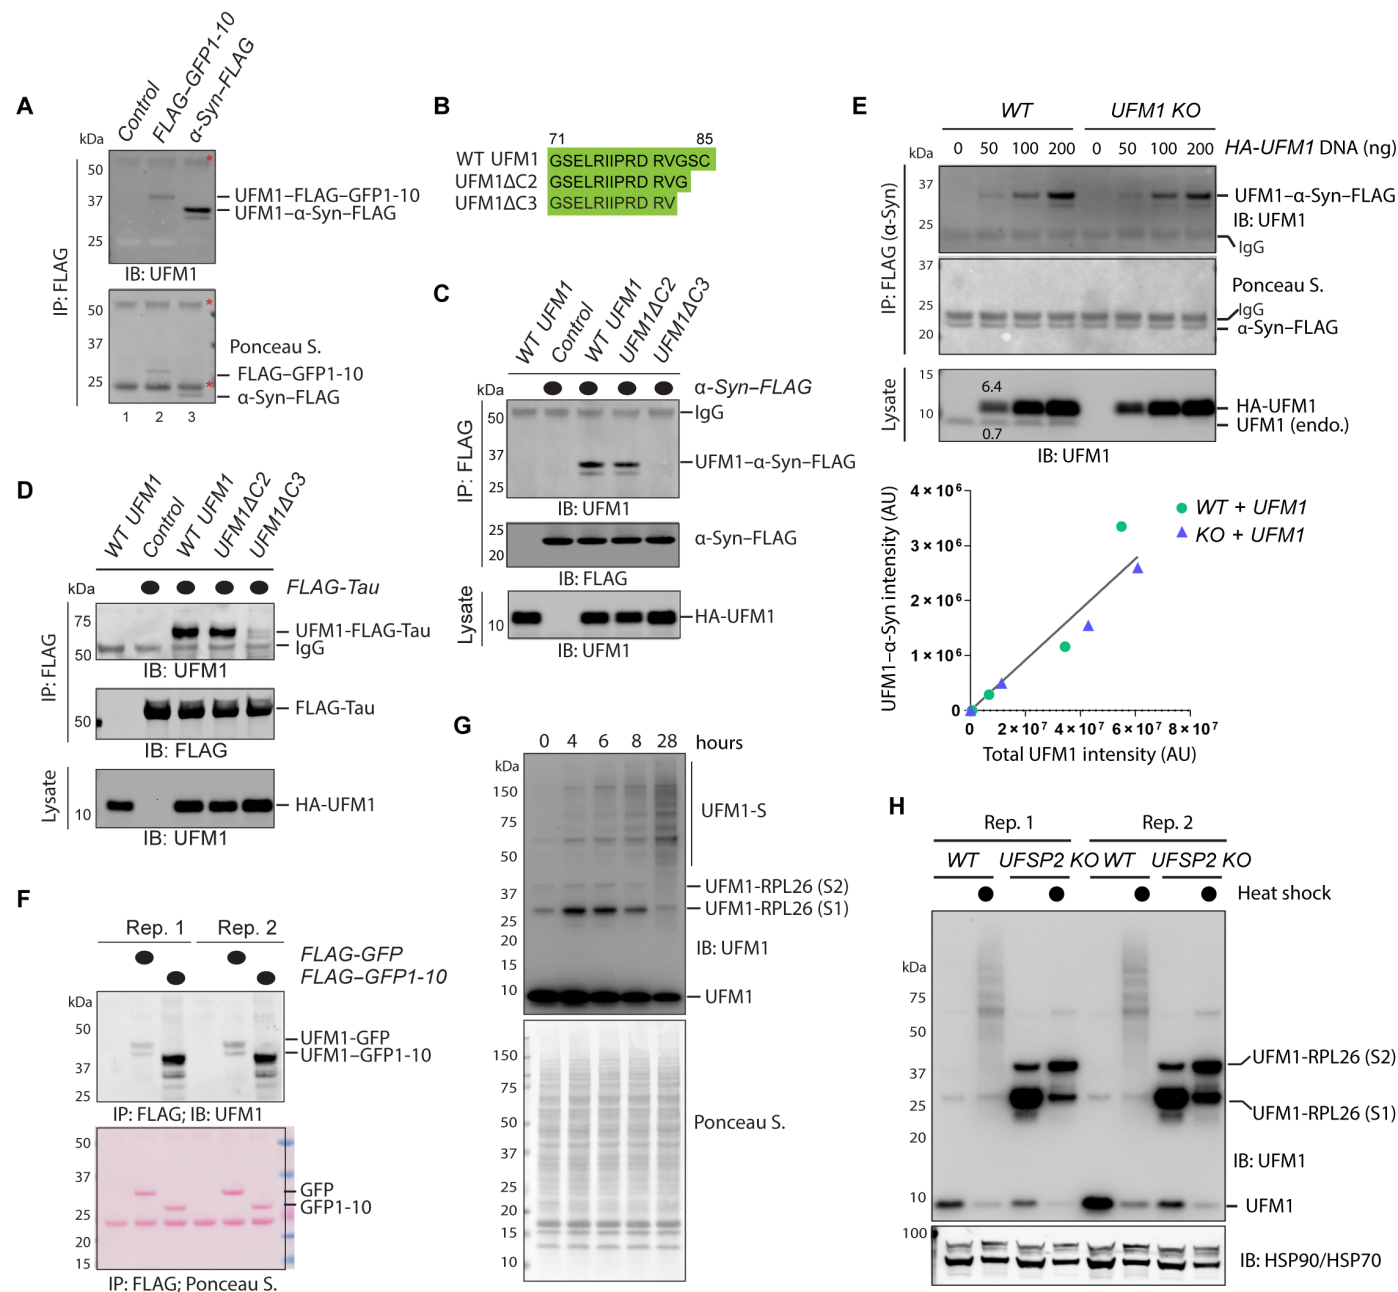 A
Control
FLAG–GFP1-10
α-Syn–FLAG
kDa
50
37
25
UFM1–FLAG–GFP1-10
UFM1–α-Syn–FLAG
IB: UFM1
IP: FLAG
50
37
25
*
*
*
Ponceau S.
FLAG–GFP1-10
α-Syn–FLAG
1 2 3
B
71 85
WT UFM1 GSELRIIPRD RVGSC
UFM1ΔC2 GSELRIIPRD RVG
UFM1ΔC3 GSELRIIPRD RV
C
WT UFM1
Control
WT UFM1
UFM1ΔC2
UFM1ΔC3
kDa
α-Syn–FLAG
50
37
25
IgG
UFM1–α-Syn–FLAG
IP: FLAG
IB: UFM1
25
20
α-Syn–FLAG
IB: FLAG
Lysate
10
HA-UFM1
IB: UFM1
D
WT UFM1
Control
WT UFM1
UFM1ΔC2
UFM1ΔC3
kDa
FLAG-Tau
75
50
UFM1-FLAG-Tau
IgG
IP: FLAG
IB: UFM1
50
FLAG-Tau
IB: FLAG
Lysate
10
HA-UFM1
IB: UFM1
E
WT UFM1 KO
0 50 100 200 0 50 100 200 HA-UFM1 DNA (ng)
kDa
37
25
UFM1–α-Syn–FLAG
IB: UFM1
IgG
IP: FLAG (α-Syn)
37
25
20
Ponceau S.
IgG
α-Syn–FLAG
Lysate
15
10
6.4
0.7
HA-UFM1
UFM1 (endo.)
IB: UFM1
UFM1–α-Syn intensity (AU)
4 × 10⁶
3 × 10⁶
2 × 10⁶
1 × 10⁶
0
0 2 × 10⁷ 4 × 10⁷ 6 × 10⁷ 8 × 10⁷
Total UFM1 intensity (AU)
WT + UFM1
KO + UFM1
F
Rep. 1 Rep. 2
FLAG-GFP
FLAG–GFP1-10
kDa
50
37
25
UFM1-GFP
UFM1–GFP1-10
IP: FLAG; IB: UFM1
50
37
25
20
15
GFP
GFP1-10
IP: FLAG; Ponceau S.
G
0 4 6 8 28 hours
kDa
150
75
50
37
25
20
15
10
UFM1-S
UFM1-RPL26 (S2)
UFM1-RPL26 (S1)
IB: UFM1
UFM1
150
75
50
37
25
20
15
10
Ponceau S.
H
Rep. 1 Rep. 2
WT UFSP2 KO WT UFSP2 KO
Heat shock
kDa
75
50
37
25
20
10
UFM1-RPL26 (S2)
UFM1-RPL26 (S1)
IB: UFM1
UFM1
100
IB: HSP90/HSP70